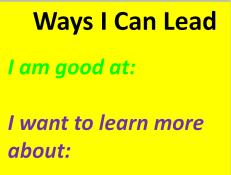 Ways I Can Lead
I am good at:
I want to learn more
about: